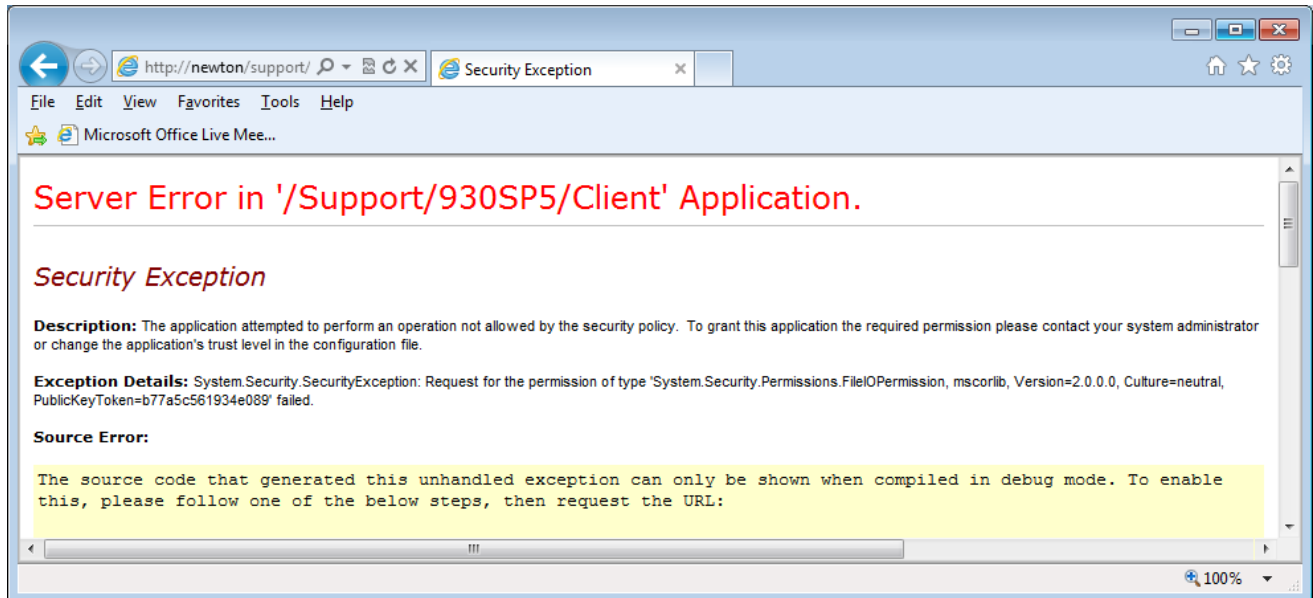 http://newton/support/
Security Exception
File Edit View Favorites Tools Help
Microsoft Office Live Mee...
Server Error in '/Support/930SP5/Client' Application.
Security Exception
Description: The application attempted to perform an operation not allowed by the security policy. To grant this application the required permission please contact your system administrator
or change the application's trust level in the configuration file.
Exception Details: System.Security.SecurityException: Request for the permission of type 'System.Security.Permissions.FileIOPermission, mscorlib, Version=2.0.0.0, Culture=neutral,
PublicKeyToken=b77a5c561934e089' failed.
Source Error:
The source code that generated this unhandled exception can only be shown when compiled in debug mode. To enable
this, please follow one of the below steps, then request the URL:
100%